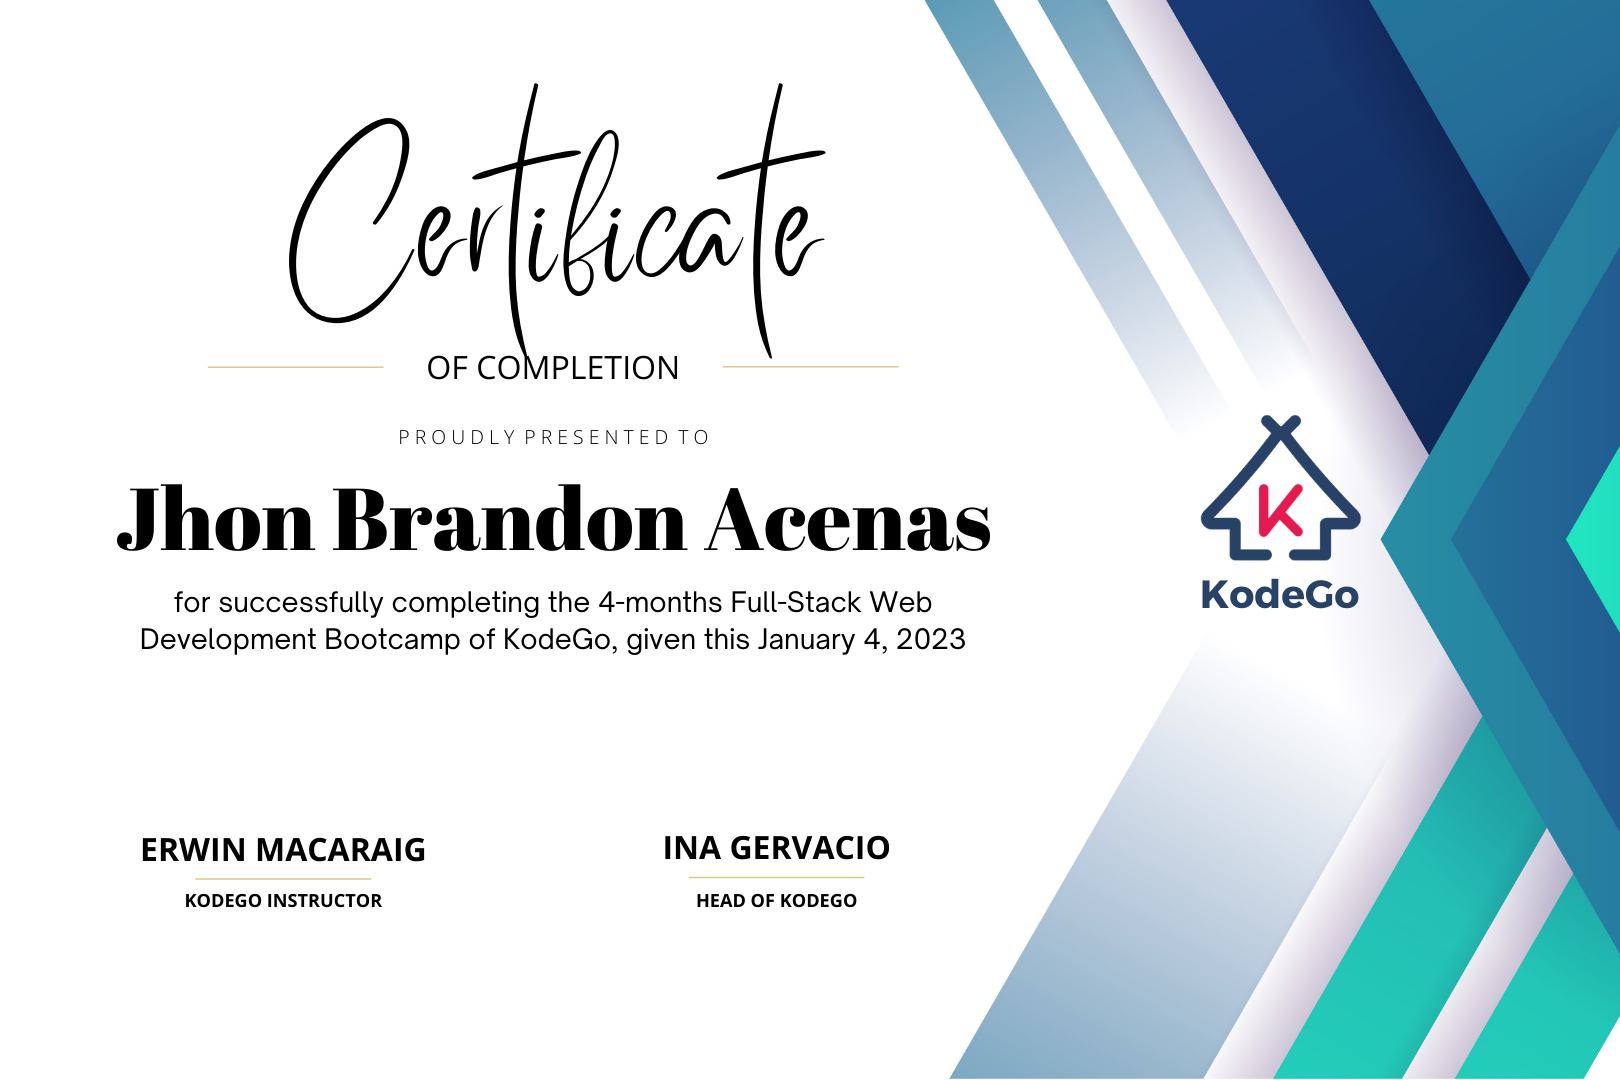 Certificate
OF COMPLETION
PROUDLY PRESENTED TO
Jhon Brandon Acenas
for successfully completing the 4-months Full-Stack Web
Development Bootcamp of KodeGo, given this January 4, 2023
K
KodeGo
ERWIN MACARAIG
KODEGO INSTRUCTOR
INA GERVACIO
HEAD OF KODEGO